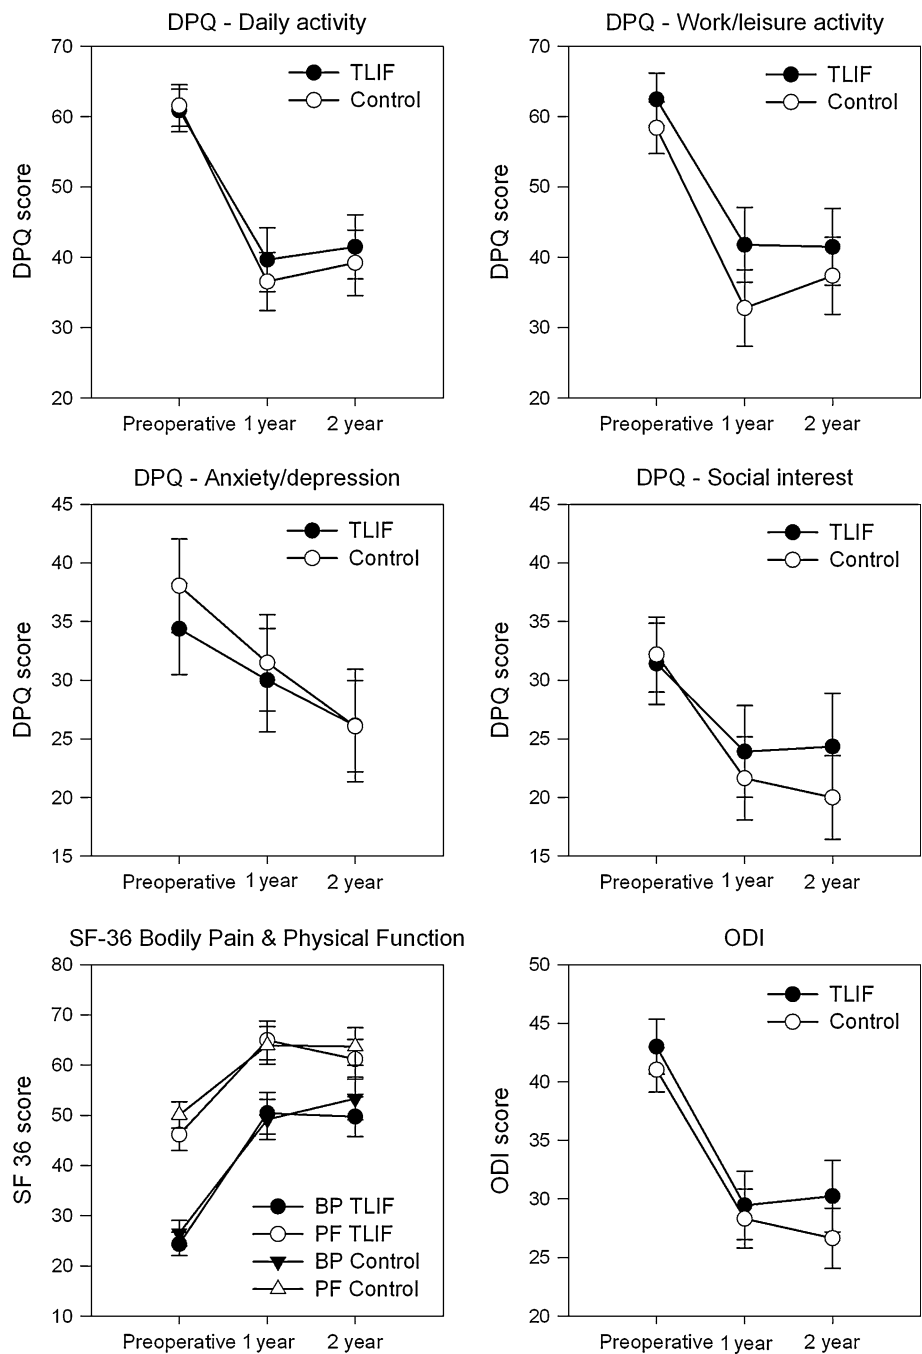 DPQ - Daily activity
70
60
50
40
30
20
DPQ score
TLIF
Control
Preoperative 1 year 2 year
DPQ - Work/leisure activity
70
60
50
40
30
20
DPQ score
TLIF
Control
Preoperative 1 year 2 year
DPQ - Anxiety/depression
45
40
35
30
25
20
15
DPQ score
TLIF
Control
Preoperative 1 year 2 year
DPQ - Social interest
45
40
35
30
25
20
15
DPQ score
TLIF
Control
Preoperative 1 year 2 year
SF-36 Bodily Pain & Physical Function
80
70
60
50
40
30
20
10
SF 36 score
BP TLIF
PF TLIF
BP Control
PF Control
Preoperative 1 year 2 year
ODI
50
45
40
35
30
25
20
ODI score
TLIF
Control
Preoperative 1 year 2 year